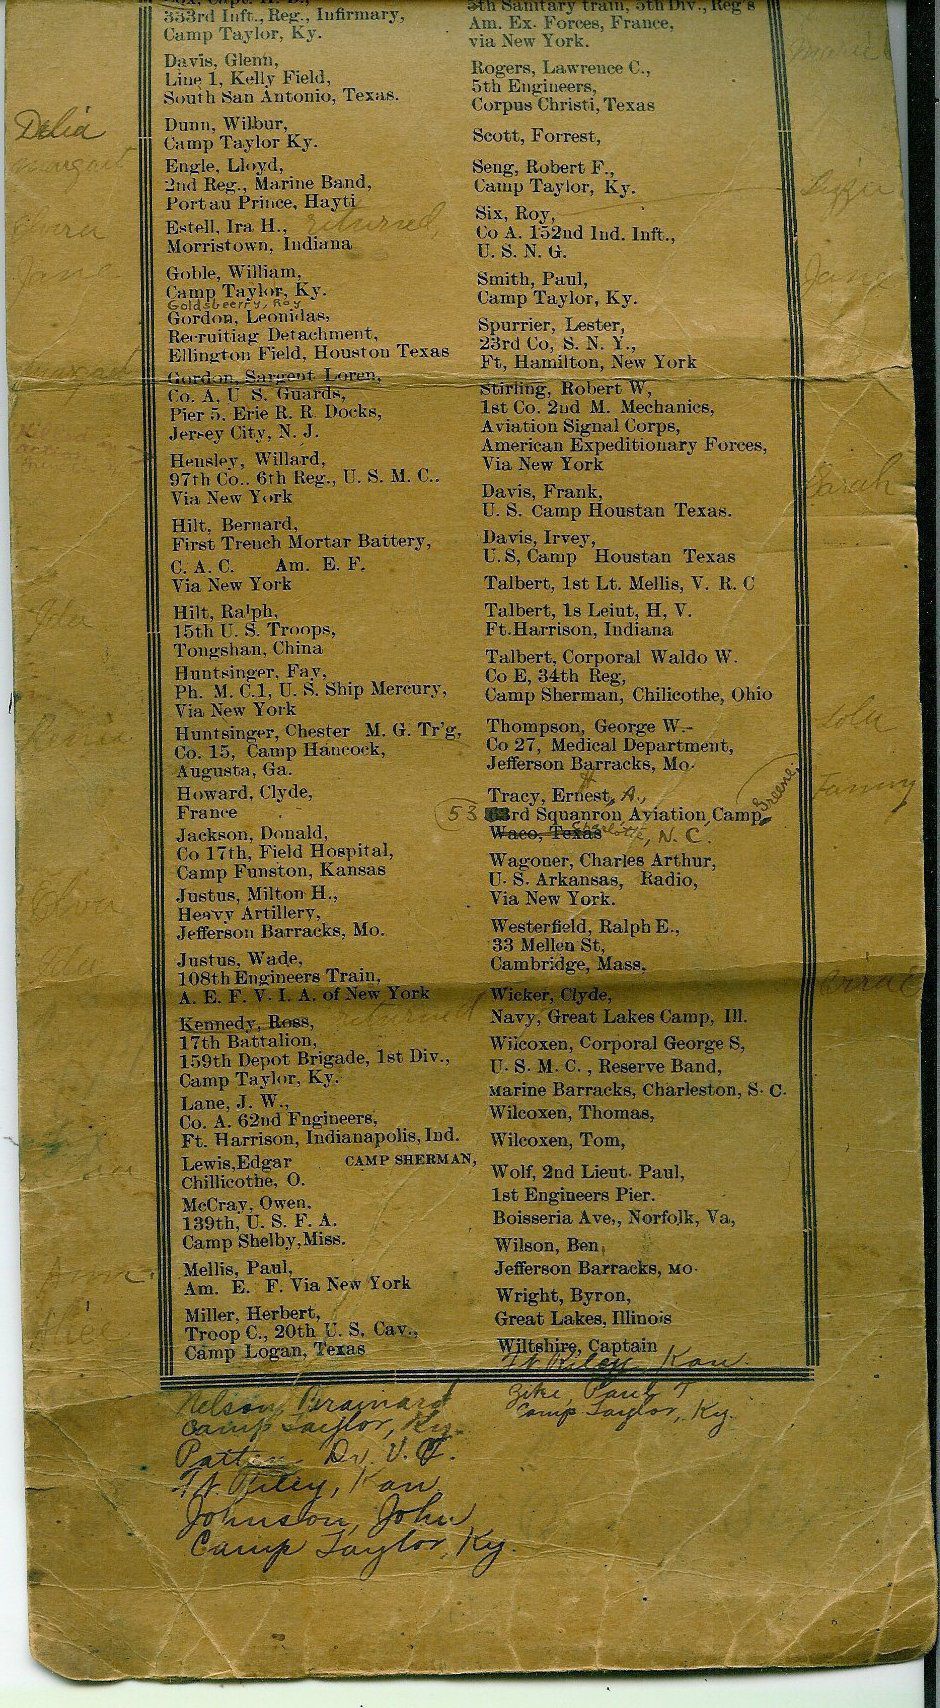 353rd Inft., Reg., Infirmary,
Camp Taylor, Ky.
Davis, Glenn,
Line 1, Kelly Field,
South San Antonio, Texas.
Dunn, Wilbur,
Camp Taylor Ky.
Engle, Lloyd,
2nd Reg., Marine Band,
Port au Prince, Hayti
Estell, Ira H., returned
Morristown, Indiana
Goble, William,
Camp Taylor, Ky.
Goldsbeerry, Roy
Gordon, Leonidas,
Recruitiag Detachment,
Ellington Field, Houston Texas
Gordon, Sargent Loren,
Co. A, U S. Guards,
Pier 5, Erie R. R. Docks,
Jersey City, N. J.
Hensley, Willard,
97th Co.. 6th Reg., U. S. M. C..
Via New York
Hilt, Bernard,
First Trench Mortar Battery,
C. A. C. Am. E. F.
Via New York
Hilt, Ralph,
15th U. S. Troops,
Tongshan, China
Huntsinger, Fay,
Ph. M. C.1, U. S. Ship Mercury,
Via New York
Huntsinger, Chester M. G. Tr'g,
Co. 15, Camp Hancock,
Augusta, Ga.
Howard, Clyde,
France
Jackson, Donald,
Co 17th, Field Hospital,
Camp Funston, Kansas
Justus, Milton H.,
Heavy Artillery,
Jefferson Barracks, Mo.
Justus, Wade,
108th Engineers Train,
A. E. F. V. I. A. of New York
Kennedy, Ross, returned
17th Battalion,
159th Depot Brigade, 1st Div.,
Camp Taylor, Ky.
Lane, J. W.,
Co. A. 62nd Fngineers,
Ft. Harrison, Indianapolis, Ind.
Lewis,Edgar CAMP SHERMAN,
Chillicothe, O.
McCray, Owen.
139th, U. S. F. A.
Camp Shelby,Miss.
Mellis, Paul,
Am. E. F. Via New York
Miller, Herbert,
Troop C., 20th U. S. Cav.,
Camp Logan, Texas
Nelson, Brainard
Camp Taylor, Ky.
Patten Dr. V. C.
Ft. Riley, Kan.
Johnson, John
Camp Taylor, Ky.
5th Sanitary train, 5th Div., Reg's
Am. Ex. Forces, France,
via New York.
Rogers, Lawrence C.,
5th Engineers,
Corpus Christi, Texas
Scott, Forrest,
Seng, Robert F.,
Camp Taylor, Ky.
Six, Roy,
Co A. 152nd Ind. Inft.,
U. S. N. G.
Smith, Paul,
Camp Taylor, Ky.
Spurrier, Lester,
23rd Co, S. N. Y.,
Ft, Hamilton, New York
Stirling, Robert W,
1st Co. 2nd M. Mechanics,
Aviation Signal Corps,
American Expeditionary Forces,
Via New York
Davis, Frank,
U. S. Camp Houstan Texas.
Davis, Irvey,
U. S, Camp Houstan Texas
Talbert, 1st Lt. Mellis, V. R. C
Talbert, 1s Leiut, H, V.
Ft.Harrison, Indiana
Talbert, Corporal Waldo W.
Co E, 34th Reg,
Camp Sherman, Chilicothe, Ohio
Thompson, George W.-
Co 27, Medical Department,
Jefferson Barracks, Mo.
Tracy, Ernest, A.,
53 rd Squanron Aviation, Camp Greene
Waco, Texas Charlotte, N. C.
Wagoner, Charles Arthur,
U. S. Arkansas, Radio,
Via New York.
Westerfield, Ralph E.,
33 Mellen St,
Cambridge, Mass.
Wicker, Clyde,
Navy, Great Lakes Camp, Ill.
Wilcoxen, Corporal George S,
U. S. M. C. , Reserve Band,
Marine Barracks, Charleston, S. C.
Wilcoxen, Thomas,
Wilcoxen, Tom,
Wolf, 2nd Lieut. Paul,
1st Engineers Pier.
Boisseria Ave,, Norfolk, Va,
Wilson, Ben,
Jefferson Barracks, Mo.
Wright, Byron,
Great Lakes, Illinois
Wiltshire, Captain
Ft. Riley, Kan.
Zike, Paul T
Camp Taylor, Ky.
Delia
Margaret
Jane
Sarah
Lola
Fanny